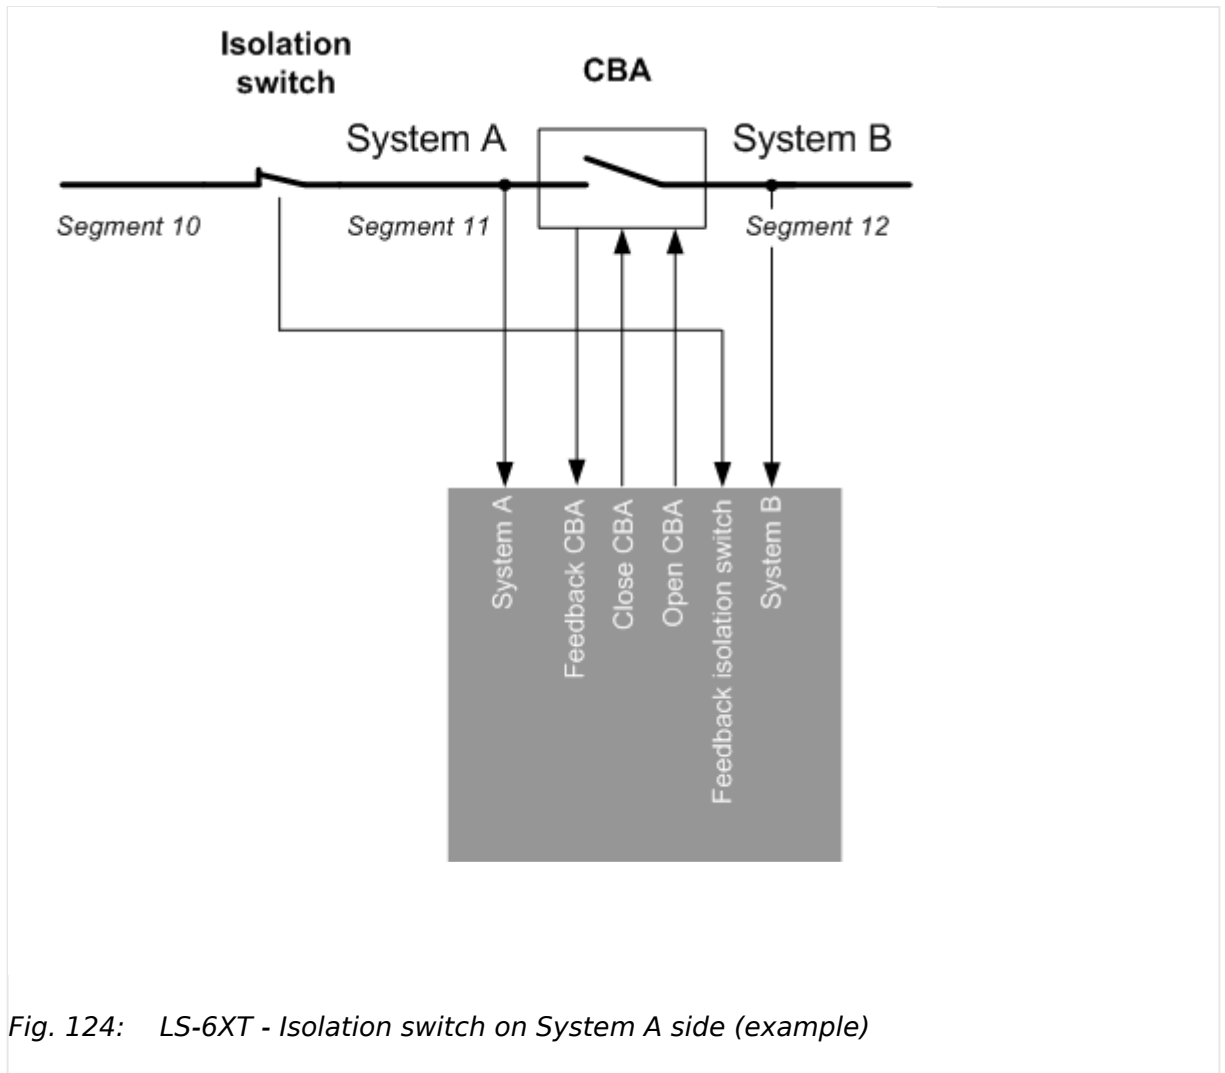 Isolation
switch
CBA
System A
System B
Segment 10
Segment 11
Segment 12
System A
Feedback CBA
Close CBA
Open CBA
Feedback isolation switch
System B
Fig. 124: LS-6XT - Isolation switch on System A side (example)